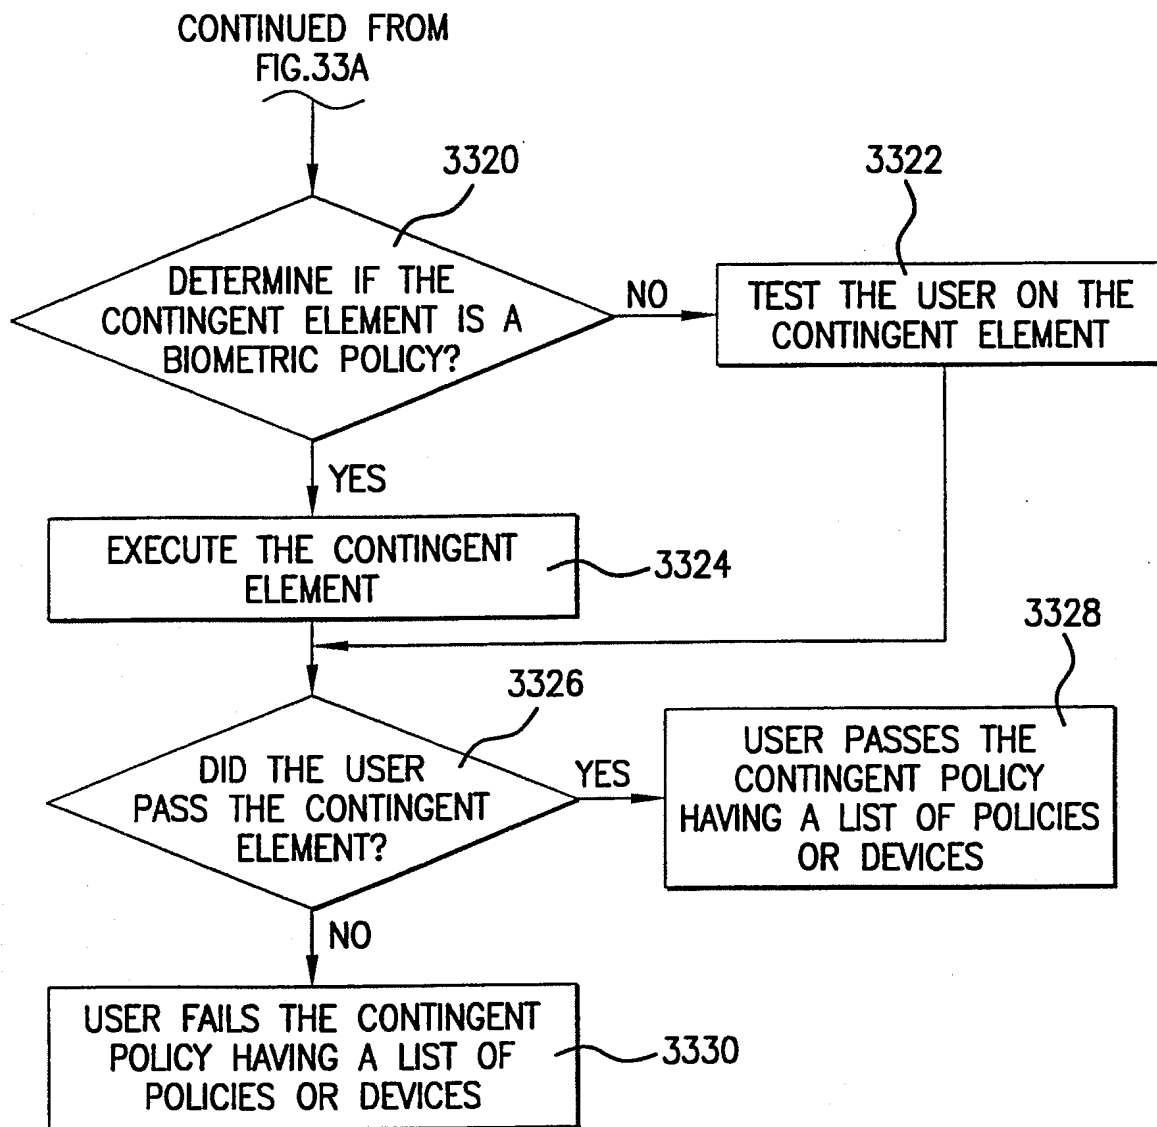 CONTINUED FROM
FIG.33A
3320
DETERMINE IF THE
CONTINGENT ELEMENT IS A
BIOMETRIC POLICY?
NO
3322
TEST THE USER ON THE
CONTINGENT ELEMENT
YES
EXECUTE THE CONTINGENT
ELEMENT
3324
3326
DID THE USER
PASS THE CONTINGENT
ELEMENT?
YES
3328
USER PASSES THE
CONTINGENT POLICY
HAVING A LIST OF POLICIES
OR DEVICES
NO
USER FAILS THE CONTINGENT
POLICY HAVING A LIST OF
POLICIES OR DEVICES
3330